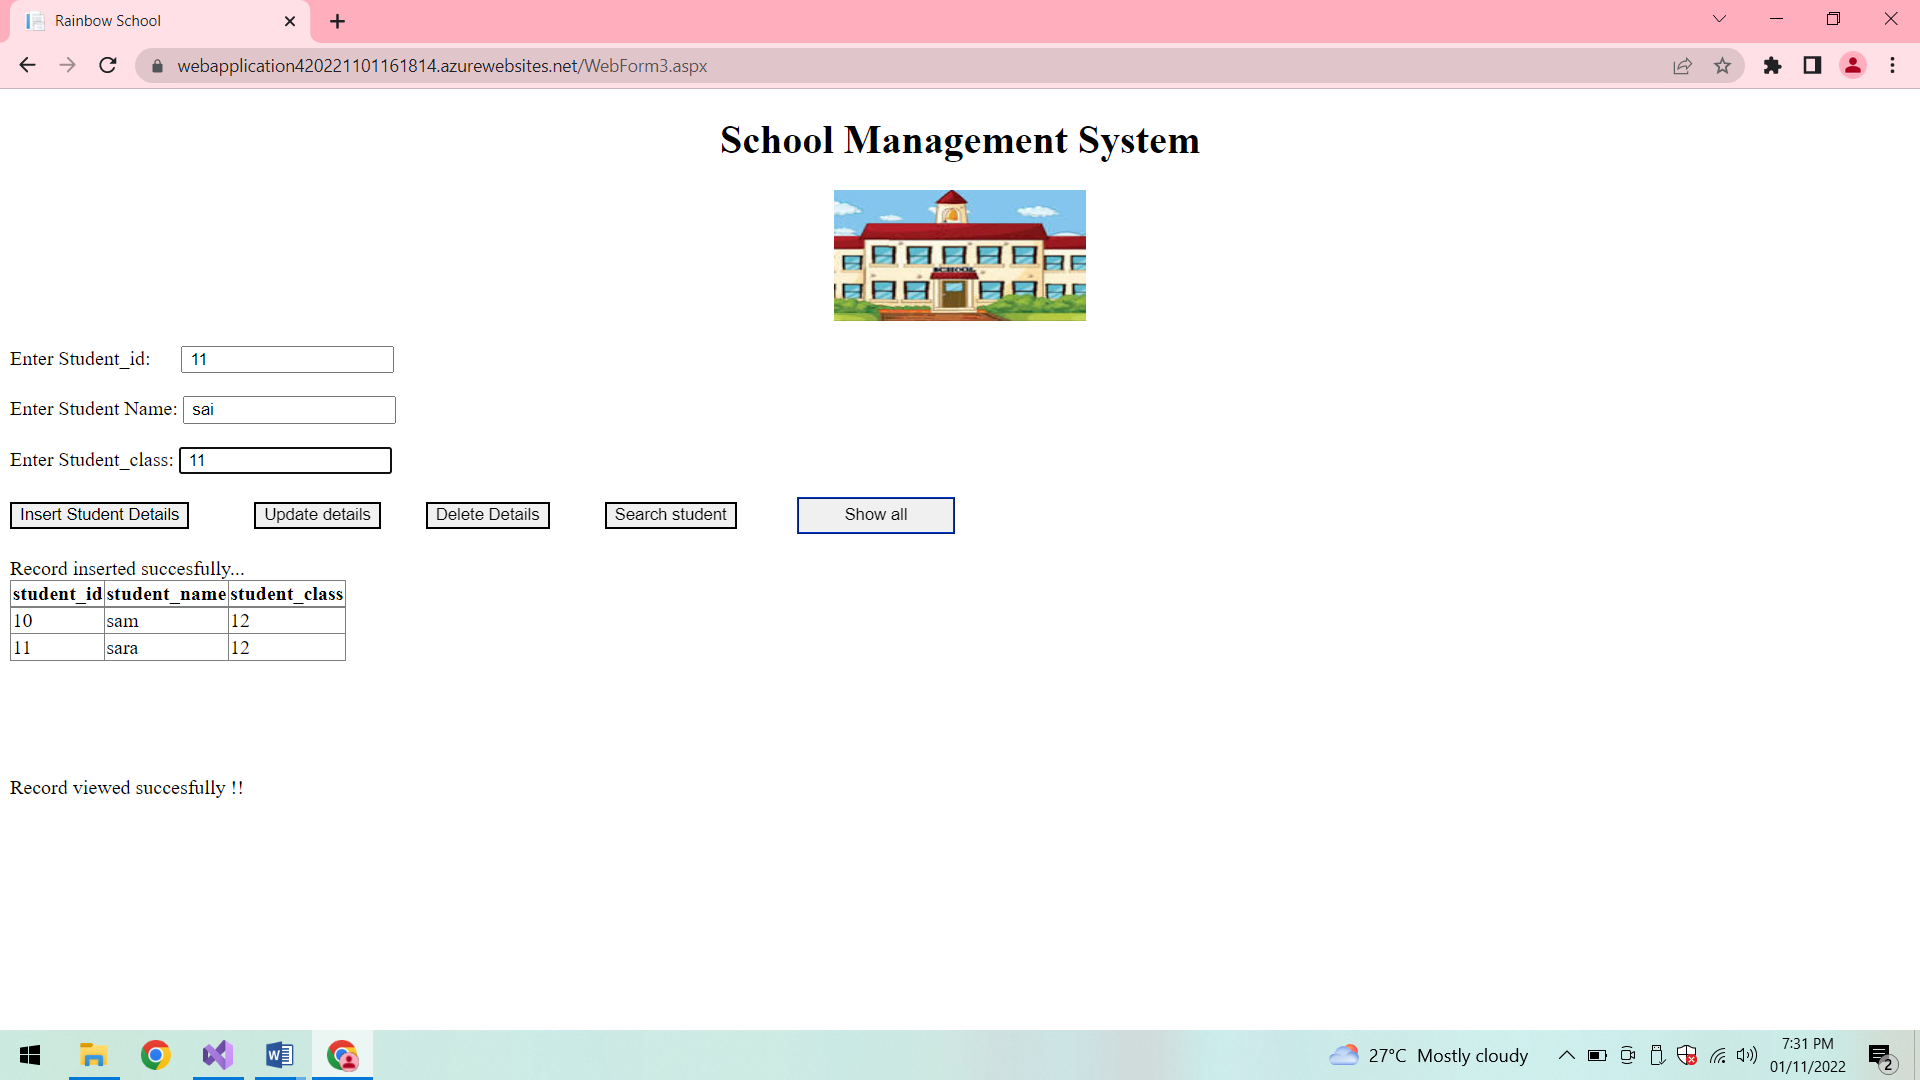 Rainbow School
webapplication420221101161814.azurewebsites.net/WebForm3.aspx
School Management System
SCHOOL
Enter Student_id: 11
Enter Student Name: sai
Enter Student_class: 11
Insert Student Details Update details Delete Details Search student Show all
Record inserted succesfully...
student_id student_name student_class
10 sam 12
11 sara 12
Record viewed succesfully !!
27°C Mostly cloudy
7:31 PM
01/11/2022
2